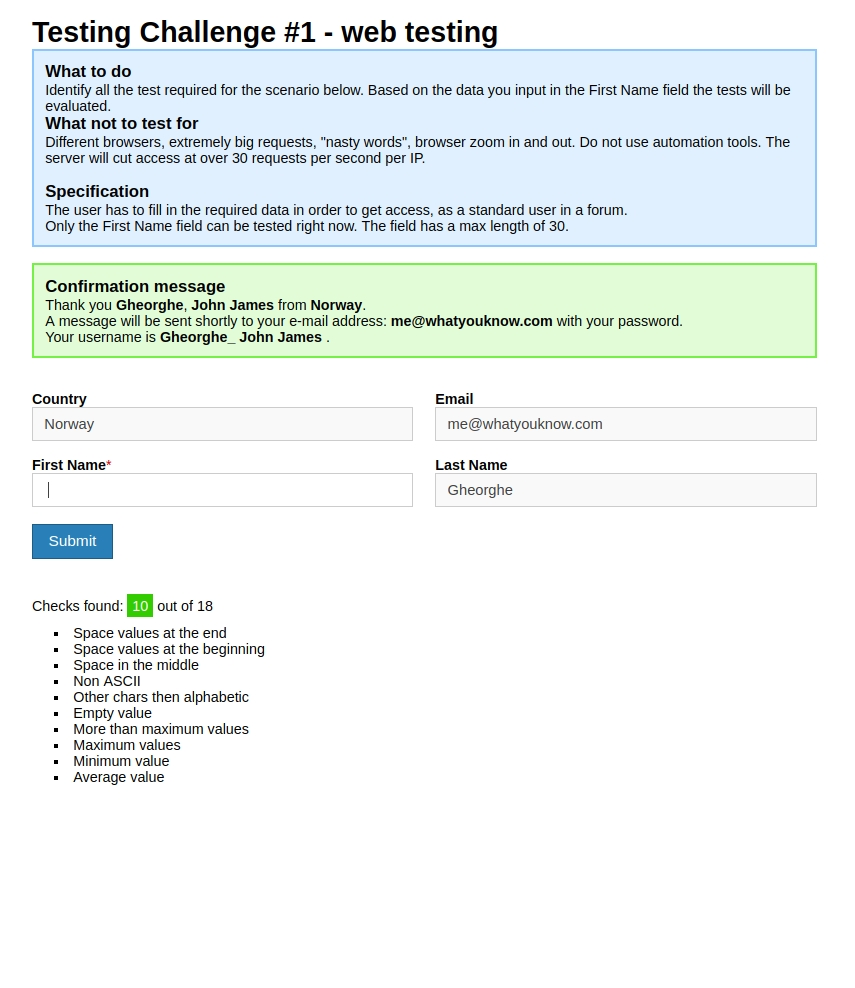 Testing Challenge #1 - web testing
What to do
Identify all the test required for the scenario below. Based on the data you input in the First Name field the tests will be
evaluated.
What not to test for
Different browsers, extremely big requests, "nasty words", browser zoom in and out. Do not use automation tools. The
server will cut access at over 30 requests per second per IP.
Specification
The user has to fill in the required data in order to get access, as a standard user in a forum.
Only the First Name field can be tested right now. The field has a max length of 30.
Confirmation message
Thank you Gheorghe, John James from Norway.
A message will be sent shortly to your e-mail address: me@whatyouknow.com with your password.
Your username is Gheorghe_ John James .
Country Email
Norway me@whatyouknow.com
First Name* Last Name
Gheorghe
Submit
Checks found: 10 out of 18
Space values at the end
Space values at the beginning
Space in the middle
Non ASCII
Other chars then alphabetic
Empty value
More than maximum values
Maximum values
Minimum value
Average value